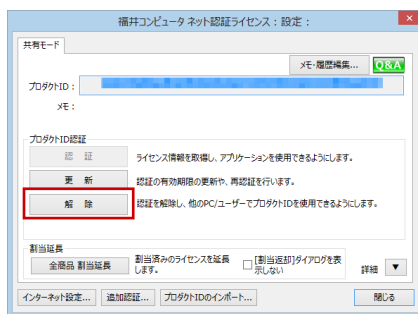 福井コンピュータ ネット認証ライセンス：設定：
共有モード
メモ・履歴編集...
Q&A
プロダクトID：
メモ：
プロダクトID認証
認　証
ライセンス情報を取得し、アプリケーションを使用できるようにします。
更　新
認証の有効期限の更新や、再認証を行います。
解　除
認証を解除し、他のPC/ユーザーでプロダクトIDを使用できるようにします。
割当延長
全商品 割当延長
割当済みのライセンスを延長
します。
[割当返却]ダイアログを表
示しない
詳細 ▼
インターネット設定...
追加認証...
プロダクトIDのインポート...
閉じる